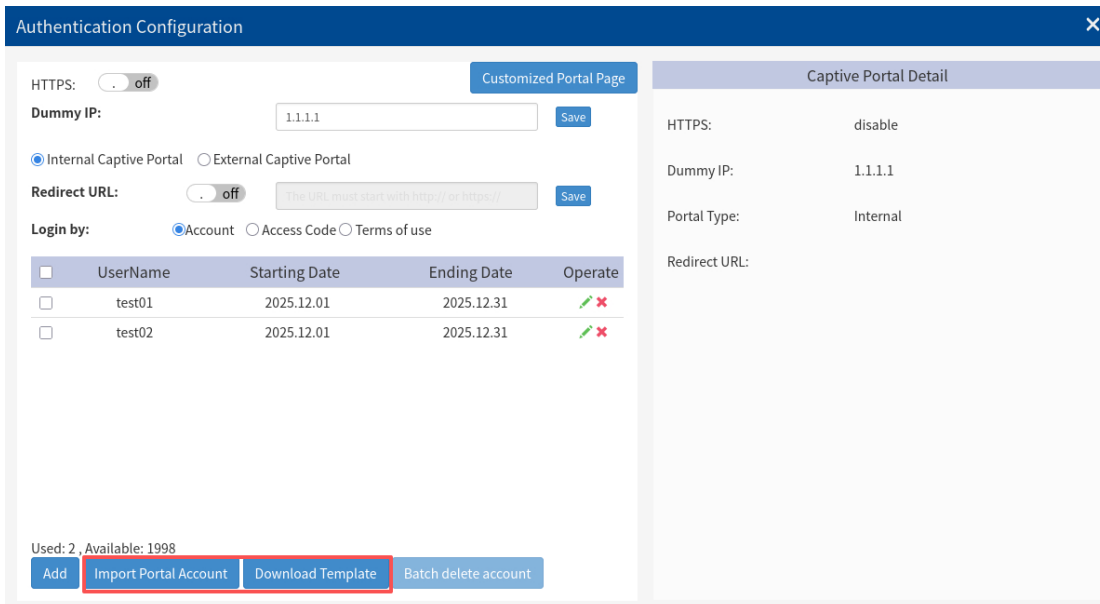 Authentication Configuration
HTTPS: off
Customized Portal Page
Dummy IP: 1.1.1.1 Save
Internal Captive Portal External Captive Portal
Redirect URL: off The URL must start with http:// or https:// Save
Login by: Account Access Code Terms of use
UserName Starting Date Ending Date Operate
test01 2025.12.01 2025.12.31
test02 2025.12.01 2025.12.31
Used: 2 , Available: 1998
Add Import Portal Account Download Template Batch delete account
Captive Portal Detail
HTTPS: disable
Dummy IP: 1.1.1.1
Portal Type: Internal
Redirect URL: